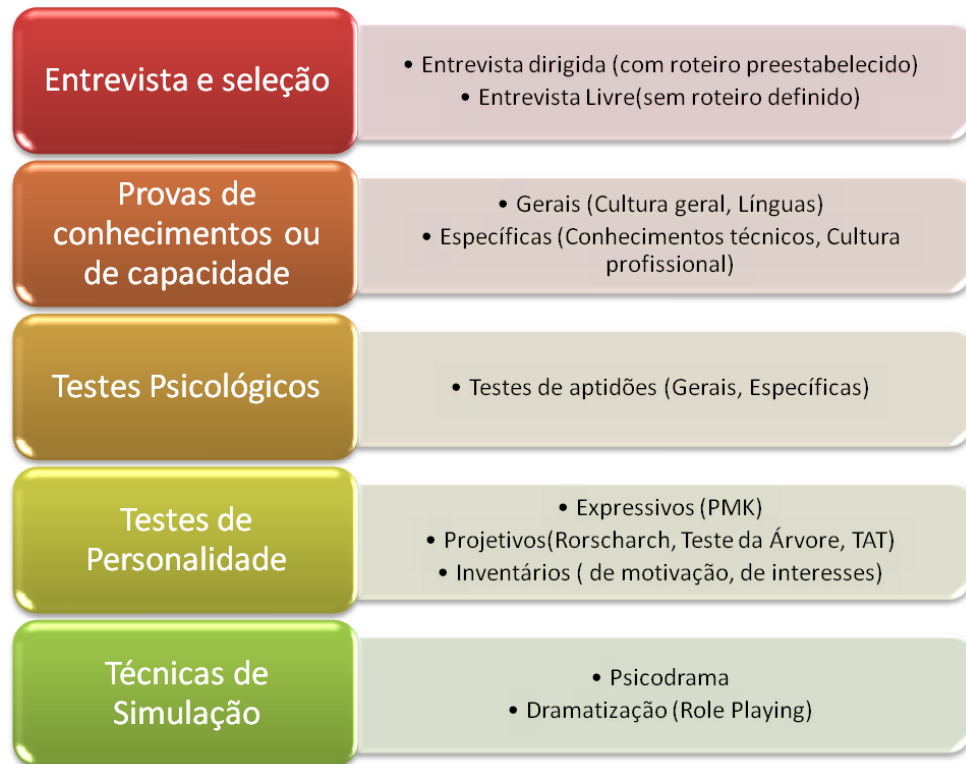 Entrevista e seleção
• Entrevista dirigida (com roteiro preestabelecido)
• Entrevista Livre(sem roteiro definido)
Provas de
conhecimentos ou
de capacidade
• Gerais (Cultura geral, Línguas)
• Específicas (Conhecimentos técnicos, Cultura
profissional)
Testes Psicológicos
• Testes de aptidões (Gerais, Específicas)
Testes de
Personalidade
• Expressivos (PMK)
• Projetivos(Rorscharch, Teste da Árvore, TAT)
• Inventários ( de motivação, de interesses)
Técnicas de
Simulação
• Psicodrama
• Dramatização (Role Playing)